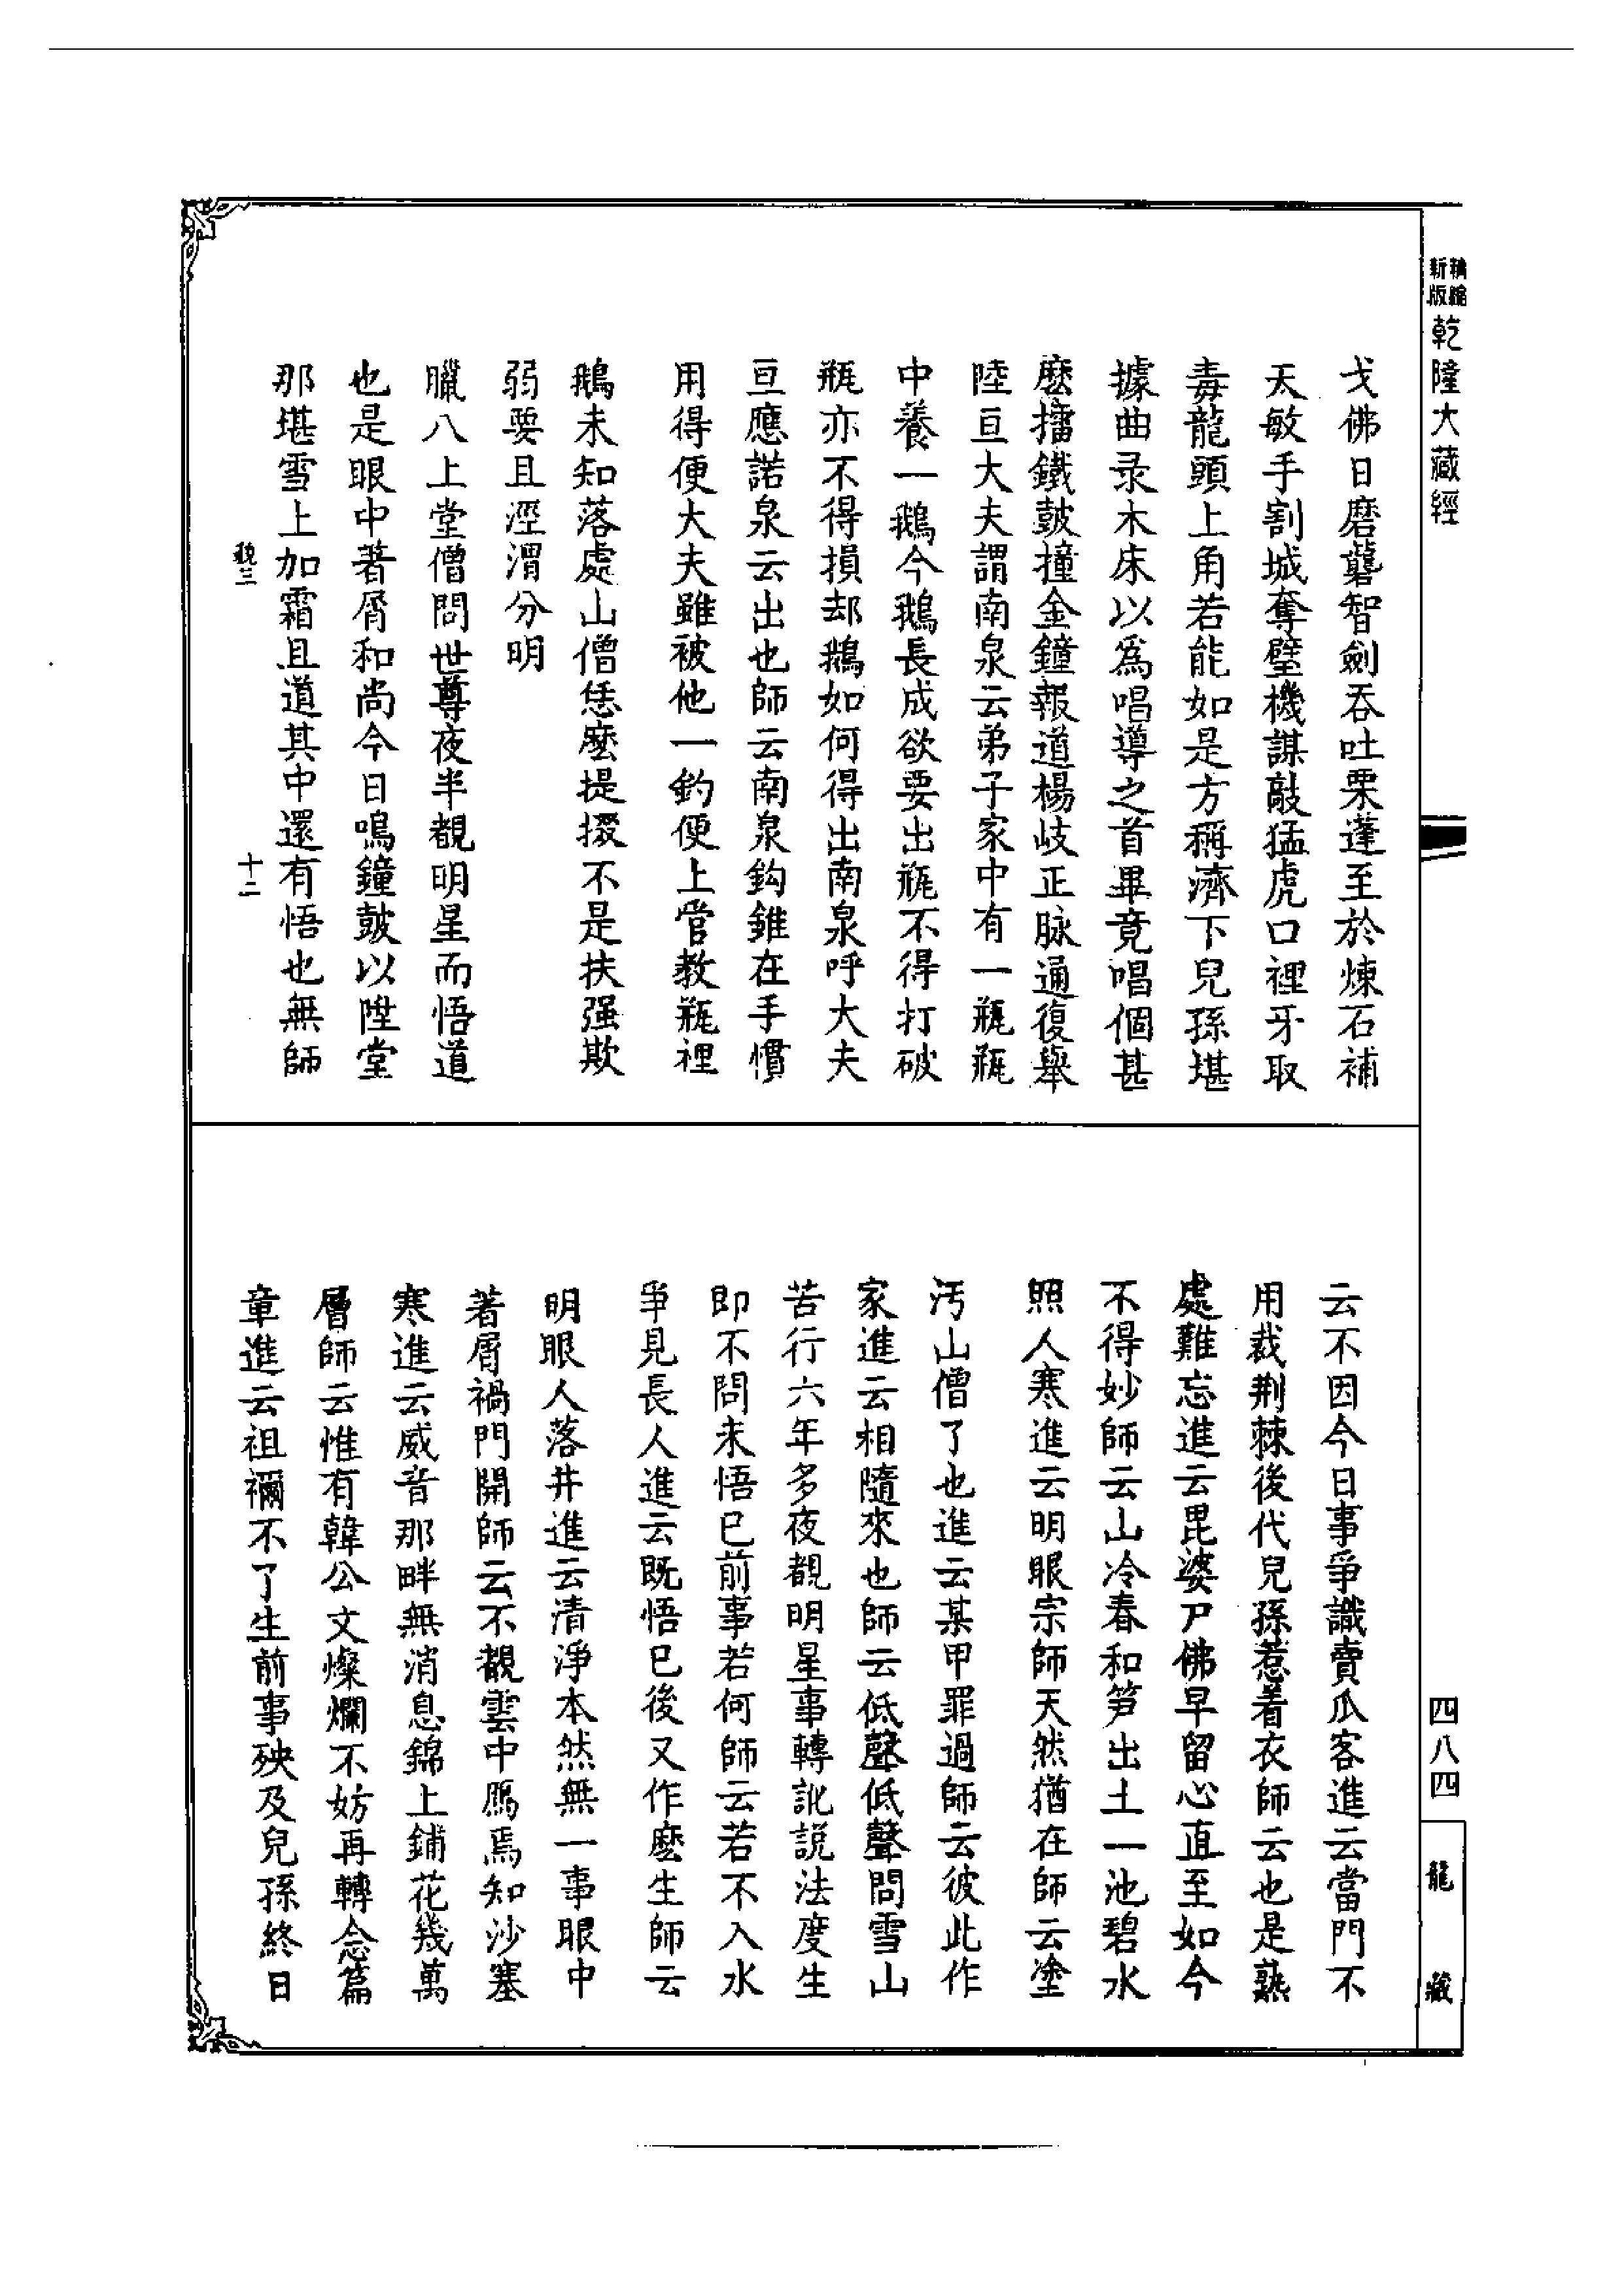 新版精縮乾隆大藏經
戈佛日磨礱智劍吞吐栗蓬至於煉石補
天敏手割城奪璧機謀敲猛虎口裡牙取
毒龍頭上角若能如是方稱濟下兒孫堪
據曲录木床以為唱導之首畢竟唱個甚
麼擂鐵鼓撞金鐘報道楊岐正脉通復舉
陸亘大夫謂南泉云弟子家中有一瓶瓶
中養一鵝今鵝長成欲要出瓶不得打破
瓶亦不得損却鵝如何得出南泉呼大夫
亘應諾泉云出也師云南泉鈎錐在手慣
用得便大夫雖被他一釣便上管教瓶裡
鵝未知落處山僧恁麼提掇不是扶强欺
弱要且涇渭分明
臘八上堂僧問世尊夜半覩明星而悟道
也是眼中著屑和尚今日鳴鐘鼓以陞堂
那堪雪上加霜且道其中還有悟也無師
十二
云不因今日事爭識賣瓜客進云當門不
用栽荆棘後代兒孫惹着衣師云也是熟
處難忘進云毘婆尸佛早留心直至如今
不得妙師云山冷春和笋出土一池碧水
照人寒進云明眼宗師天然猶在師云塗
汚山僧了也進云某甲罪過師云彼此作
家進云相隨來也師云低聲低聲問雪山
苦行六年多夜覩明星事轉訛説法度生
即不問未悟已前事若何師云若不入水
爭見長人進云既悟已後又作麽生師云
明眼人落井進云清淨本然無一事眼中
著屑禍門開師云不覩雲中鴈焉知沙塞
寒進云威音那畔無消息錦上鋪花幾萬
層師云惟有韓公文燦爛不妨再轉念篇
章進云祖禰不了生前事殃及兒孫終日
四八四
龍藏